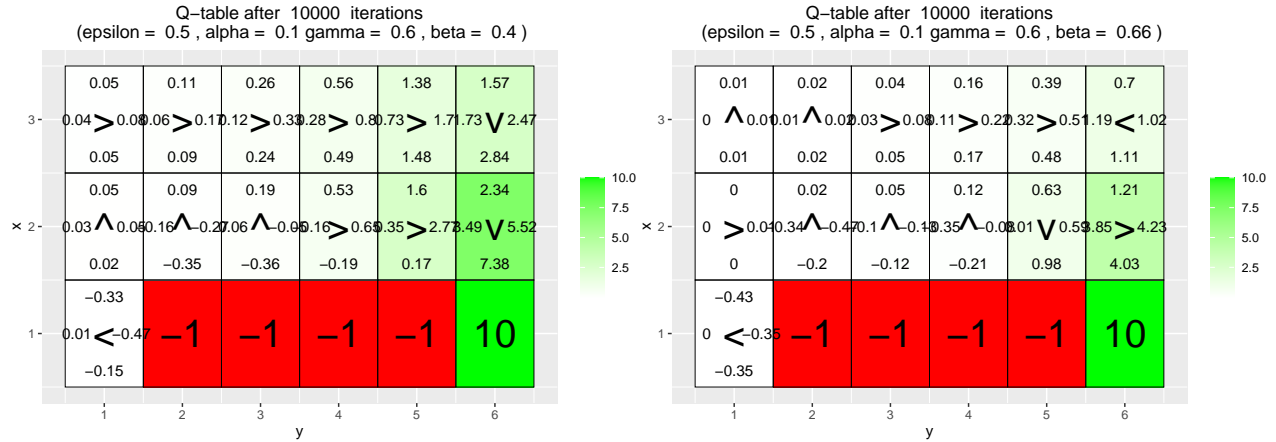 Q−table after 10000 iterations
(epsilon = 0.5 , alpha = 0.1 gamma = 0.6 , beta = 0.4 )
0.05 0.11 0.26 0.56 1.38 1.57
3 0.04 > 0.08 0.06 > 0.17 0.12 > 0.33 0.28 > 0.8 0.73 > 1.7 1.73 V 2.47
0.05 0.09 0.24 0.49 1.48 2.84
0.05 0.09 0.19 0.53 1.6 2.34
x 2 0.03 ^ −0.16 ^ ^ −0.16 > 0.65 0.35 > 2.77 3.49 V 5.52
0.02 −0.35 −0.36 −0.19 0.17 7.38
−0.33
1 0.01 < −0.47 −1 −1 −1 −1 10
−0.15
1 2 3 4 5 6
y
10.0
7.5
5.0
2.5
Q−table after 10000 iterations
(epsilon = 0.5 , alpha = 0.1 gamma = 0.6 , beta = 0.66 )
0.01 0.02 0.04 0.16 0.39 0.7
3 0 ^ 0.01 0.01 ^ 0.02 0.03 > 0.08 0.11 > 0.22 0.32 > 0.51 1.19 < 1.02
0.01 0.02 0.05 0.17 0.48 1.11
0 0.02 0.05 0.12 0.63 1.21
x 2 0 > 0.01 −0.34 ^ −0.47 −0.1 ^ −0.13 −0.35 ^ V 0.59 3.85 > 4.23
0 −0.2 −0.12 −0.21 0.98 4.03
−0.43
1 0 < −0.35 −1 −1 −1 −1 10
−0.35
1 2 3 4 5 6
y
10.0
7.5
5.0
2.5